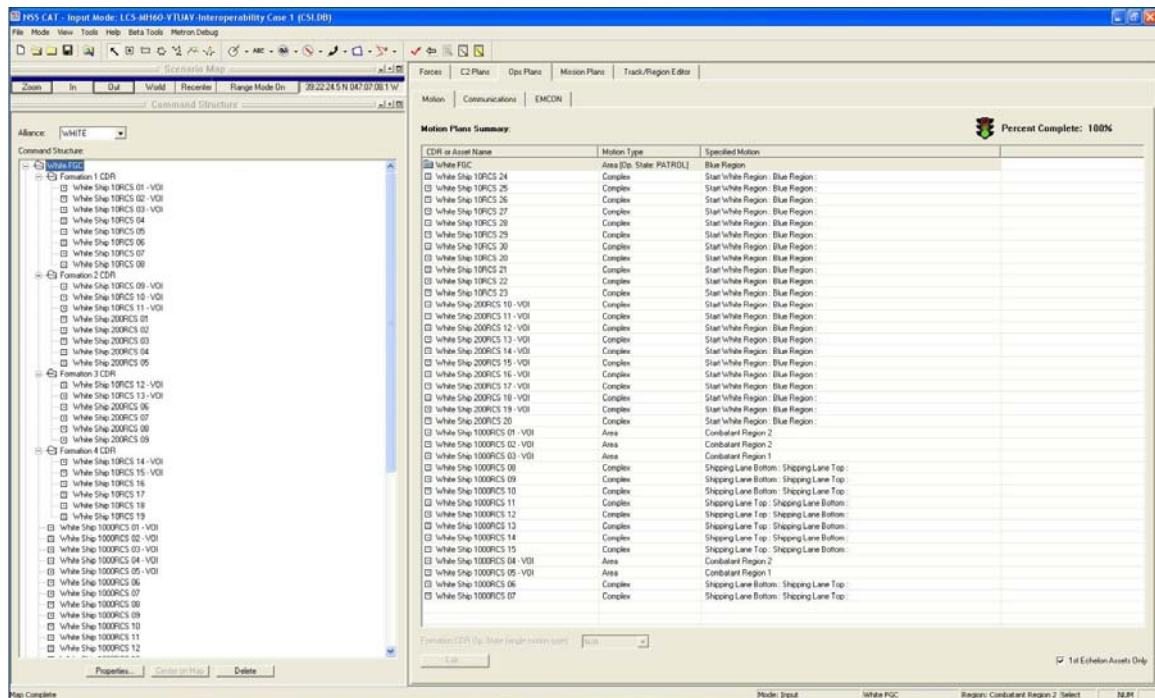 NSS CAT - Input Mode: LCS-MH60-VTUAV-Interoperability Case 1 (CSI.DB)
File Mode View Tools Help Beta Tools Metron Debug
ABC
Scenario Map
Zoom In Out World Recenter Range Mode On 39:22:24.5 N 047:07:08.1 W
Command Structure
Alliance: WHITE
Command Structure:
White FGC
Formation 1 CDR
White Ship 10RCS 01 - VOI
White Ship 10RCS 02 - VOI
White Ship 10RCS 03 - VOI
White Ship 10RCS 04
White Ship 10RCS 05
White Ship 10RCS 06
White Ship 10RCS 07
White Ship 10RCS 08
Formation 2 CDR
White Ship 10RCS 09 - VOI
White Ship 10RCS 10 - VOI
White Ship 10RCS 11 - VOI
White Ship 200RCS 01
White Ship 200RCS 02
White Ship 200RCS 03
White Ship 200RCS 04
White Ship 200RCS 05
Formation 3 CDR
White Ship 10RCS 12 - VOI
White Ship 10RCS 13 - VOI
White Ship 200RCS 06
White Ship 200RCS 07
White Ship 200RCS 08
White Ship 200RCS 09
Formation 4 CDR
White Ship 10RCS 14 - VOI
White Ship 10RCS 15 - VOI
White Ship 10RCS 16
White Ship 10RCS 17
White Ship 10RCS 18
White Ship 10RCS 19
White Ship 1000RCS 01 - VOI
White Ship 1000RCS 02 - VOI
White Ship 1000RCS 03 - VOI
White Ship 1000RCS 04 - VOI
White Ship 1000RCS 05 - VOI
White Ship 1000RCS 06
White Ship 1000RCS 07
White Ship 1000RCS 08
White Ship 1000RCS 09
White Ship 1000RCS 10
White Ship 1000RCS 11
White Ship 1000RCS 12
Properties... Center on Map Delete
Forces C2 Plans Ops Plans Mission Plans Track/Region Editor
Motion Communications EMCON
Motion Plans Summary: Percent Complete: 100%
CDR or Asset Name Motion Type Specified Motion
White FGC Area [Op. State: PATROL] Blue Region
White Ship 10RCS 24 Complex Start White Region : Blue Region :
White Ship 10RCS 25 Complex Start White Region : Blue Region :
White Ship 10RCS 26 Complex Start White Region : Blue Region :
White Ship 10RCS 27 Complex Start White Region : Blue Region :
White Ship 10RCS 28 Complex Start White Region : Blue Region :
White Ship 10RCS 29 Complex Start White Region : Blue Region :
White Ship 10RCS 30 Complex Start White Region : Blue Region :
White Ship 10RCS 20 Complex Start White Region : Blue Region :
White Ship 10RCS 21 Complex Start White Region : Blue Region :
White Ship 10RCS 22 Complex Start White Region : Blue Region :
White Ship 10RCS 23 Complex Start White Region : Blue Region :
White Ship 200RCS 10 - VOI Complex Start White Region : Blue Region :
White Ship 200RCS 11 - VOI Complex Start White Region : Blue Region :
White Ship 200RCS 12 - VOI Complex Start White Region : Blue Region :
White Ship 200RCS 13 - VOI Complex Start White Region : Blue Region :
White Ship 200RCS 14 - VOI Complex Start White Region : Blue Region :
White Ship 200RCS 15 - VOI Complex Start White Region : Blue Region :
White Ship 200RCS 16 - VOI Complex Start White Region : Blue Region :
White Ship 200RCS 17 - VOI Complex Start White Region : Blue Region :
White Ship 200RCS 18 - VOI Complex Start White Region : Blue Region :
White Ship 200RCS 19 - VOI Complex Start White Region : Blue Region :
White Ship 200RCS 20 Complex Start White Region : Blue Region :
White Ship 1000RCS 01 - VOI Area Combatant Region 2
White Ship 1000RCS 02 - VOI Area Combatant Region 2
White Ship 1000RCS 03 - VOI Area Combatant Region 1
White Ship 1000RCS 08 Complex Shipping Lane Bottom : Shipping Lane Top :
White Ship 1000RCS 09 Complex Shipping Lane Bottom : Shipping Lane Top :
White Ship 1000RCS 10 Complex Shipping Lane Bottom : Shipping Lane Top :
White Ship 1000RCS 11 Complex Shipping Lane Top : Shipping Lane Bottom :
White Ship 1000RCS 12 Complex Shipping Lane Top : Shipping Lane Bottom :
White Ship 1000RCS 13 Complex Shipping Lane Top : Shipping Lane Bottom :
White Ship 1000RCS 14 Complex Shipping Lane Top : Shipping Lane Bottom :
White Ship 1000RCS 15 Complex Shipping Lane Top : Shipping Lane Bottom :
White Ship 1000RCS 04 - VOI Area Combatant Region 2
White Ship 1000RCS 05 - VOI Area Combatant Region 1
White Ship 1000RCS 06 Complex Shipping Lane Bottom : Shipping Lane Top :
White Ship 1000RCS 07 Complex Shipping Lane Bottom : Shipping Lane Top :
Formation CDR Op. State (single motion type):
Edit
1st Echelon Assets Only
Map Complete Mode: Input White FGC Region: Combatant Region 2 Select NUM